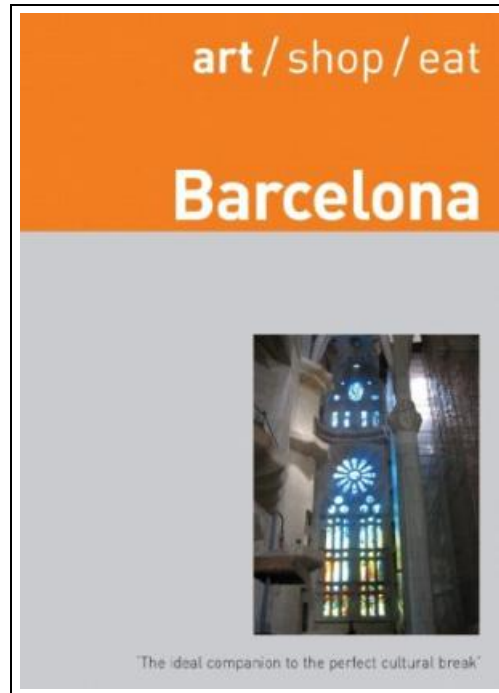 art / shop / eat
Barcelona
'The ideal companion to the perfect cultural break'